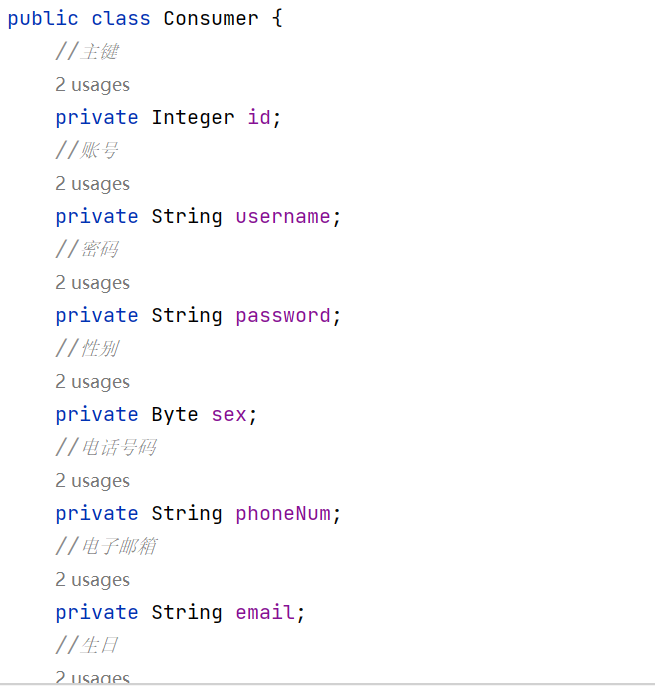 public class Consumer {
//主键
2 usages
private Integer id;
//账号
2 usages
private String username;
//密码
2 usages
private String password;
//性别
2 usages
private Byte sex;
//电话号码
2 usages
private String phoneNum;
//电子邮箱
2 usages
private String email;
//生日
2 usages